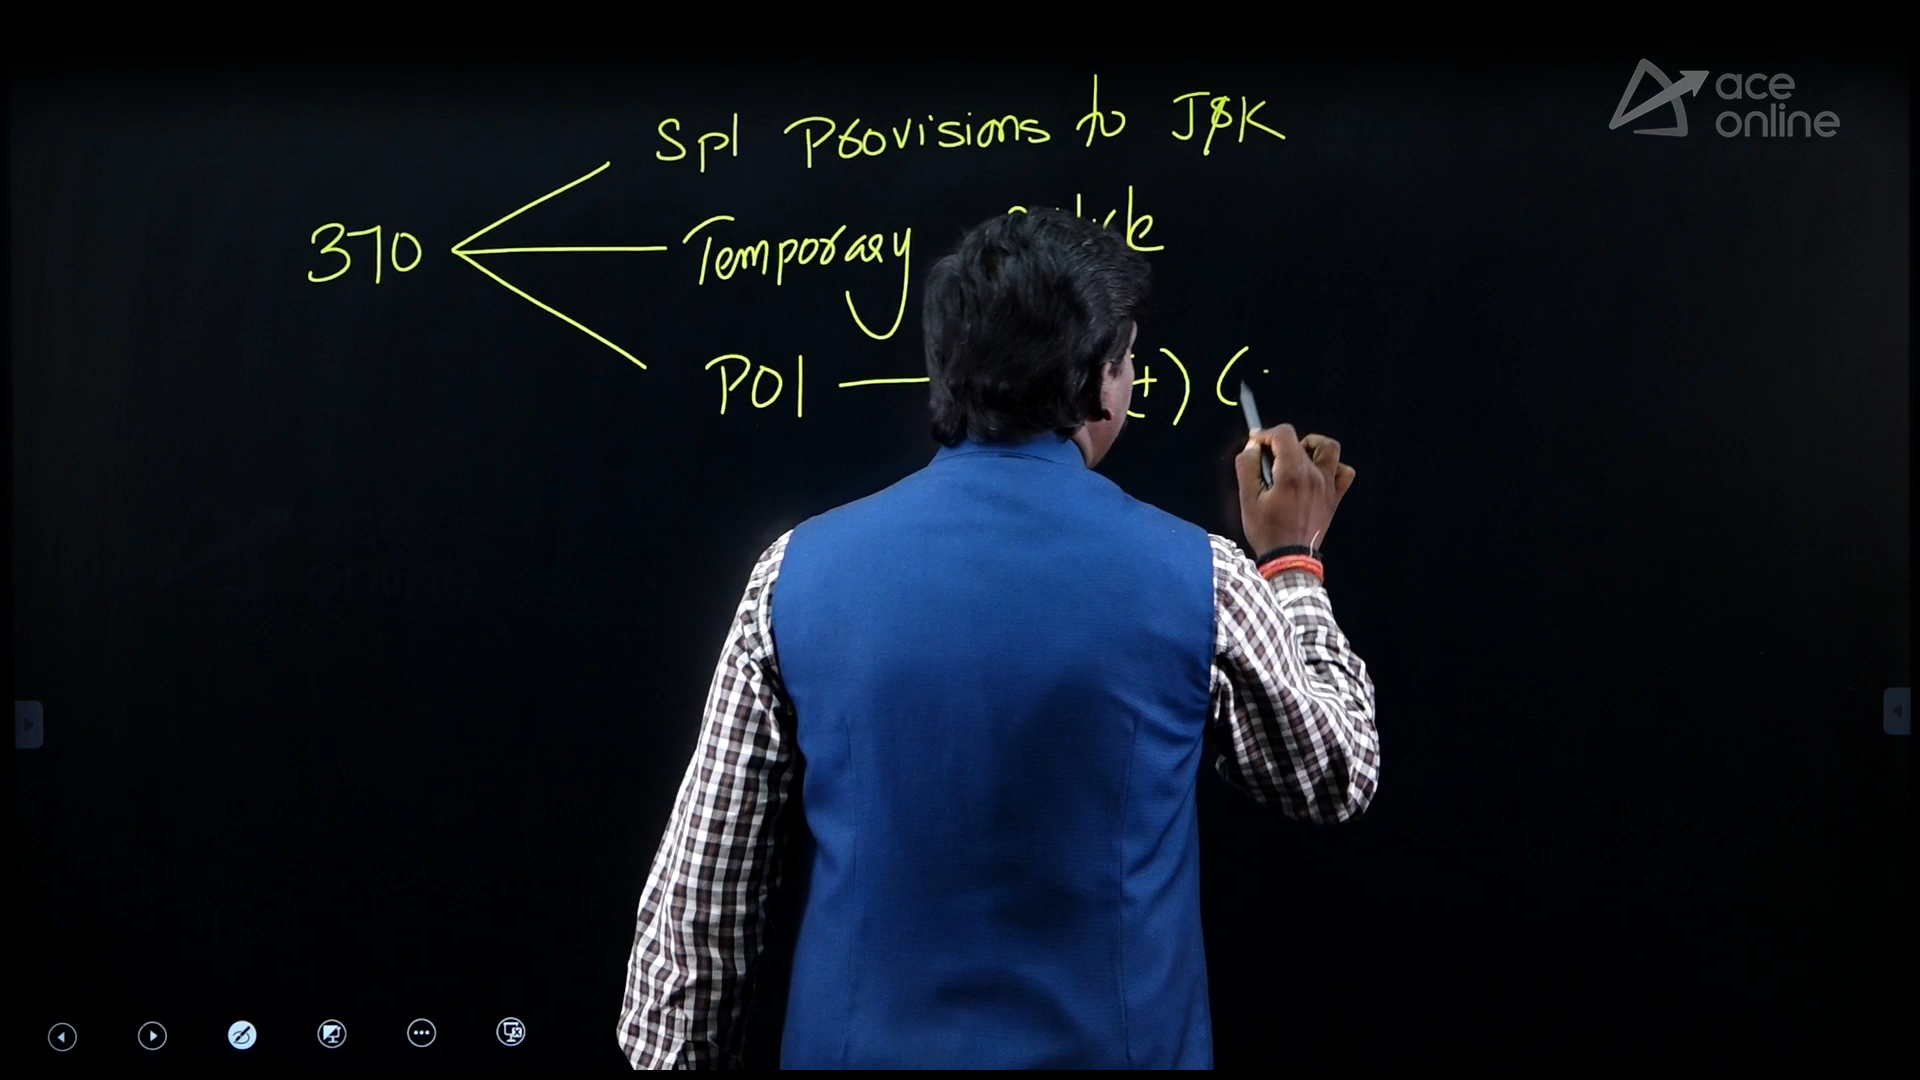 ace
online
Spl Provisions to J&K
370
Temporary
POI — +) (